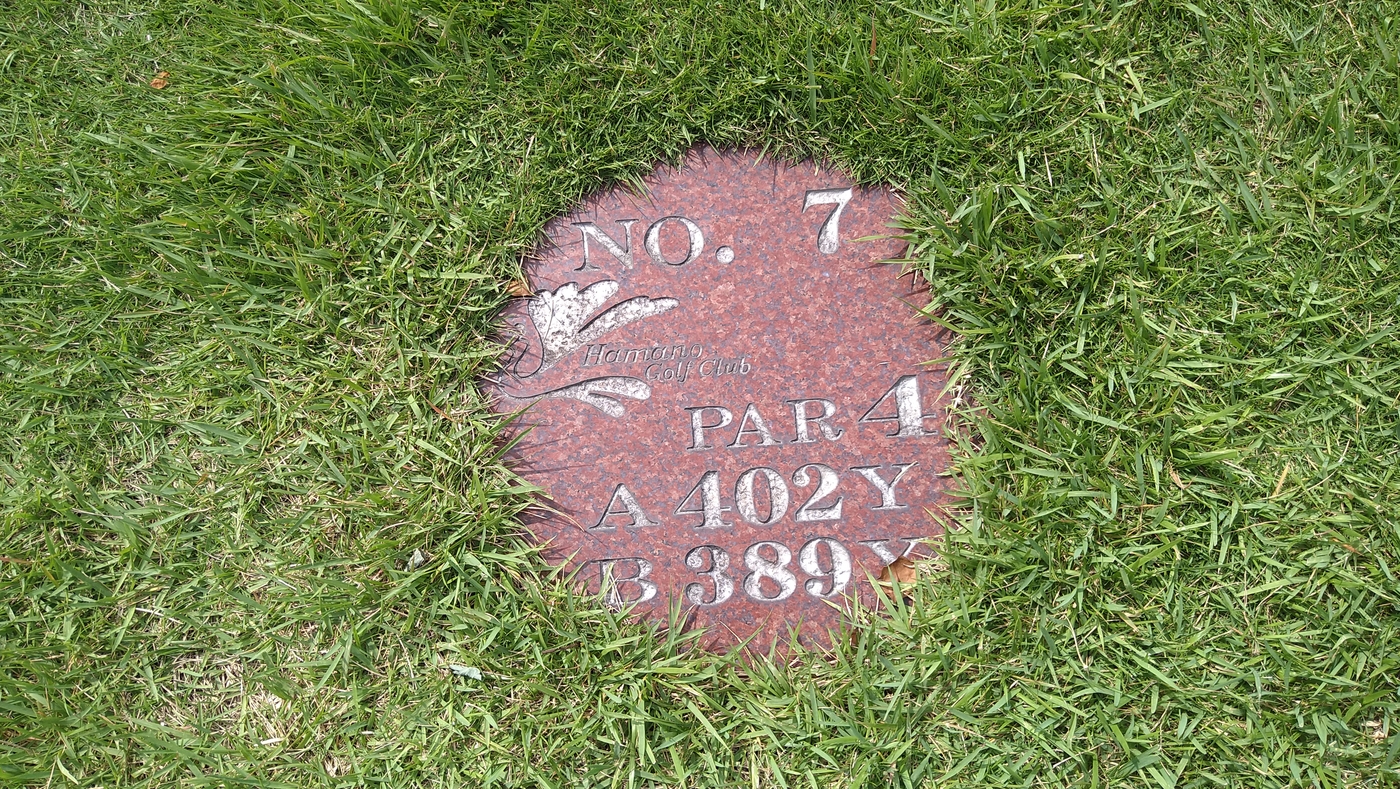 NO. 7
Hamano
Golf Club
PAR 4
A 402Y
B 389Y